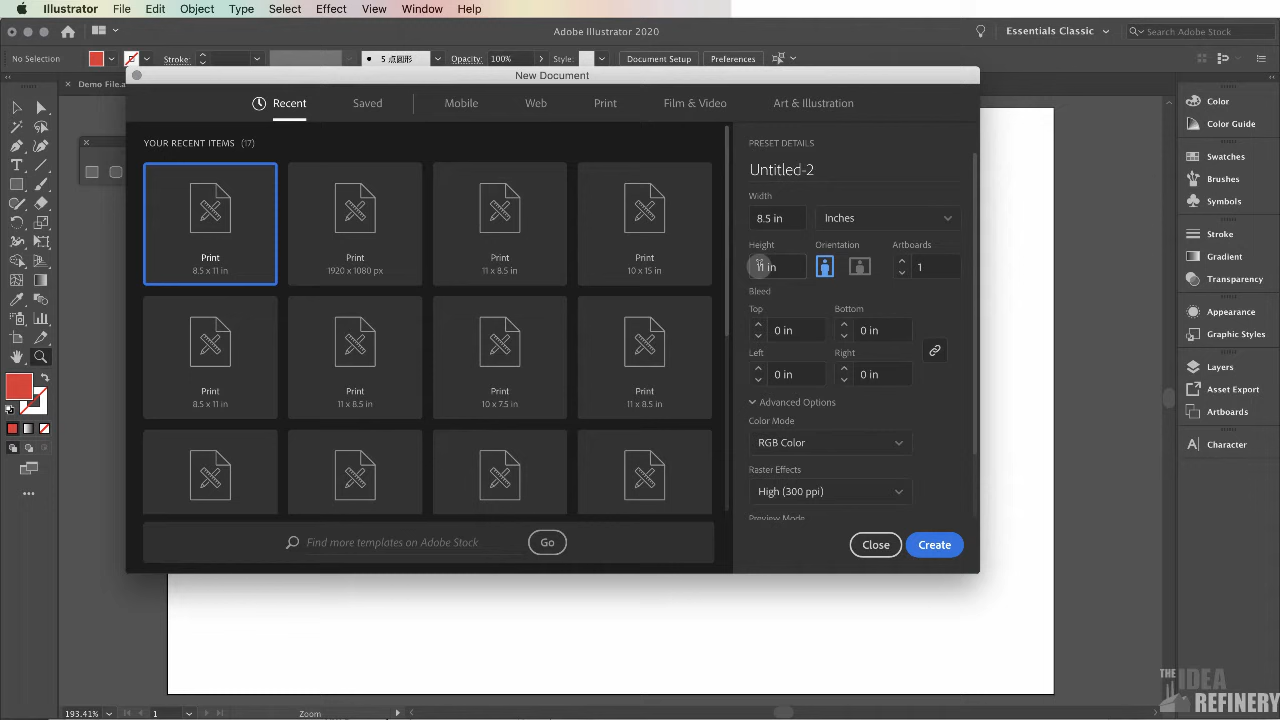 Illustrator File Edit Object Type Select Effect View Window Help
Adobe Illustrator 2020
Essentials Classic
Search Adobe Stock
No Selection
Stroke:
5 点圆形
Opacity: 100%
Style:
Document Setup
Preferences
Demo File.a
New Document
Recent
Saved
Mobile
Web
Print
Film & Video
Art & Illustration
YOUR RECENT ITEMS (17)
Print
8.5 x 11 in
Print
1920 x 1080 px
Print
11 x 8.5 in
Print
10 x 15 in
Print
8.5 x 11 in
Print
11 x 8.5 in
Print
10 x 7.5 in
Print
11 x 8.5 in
Find more templates on Adobe Stock
Go
PRESET DETAILS
Untitled-2
Width
8.5 in
Inches
Height
Orientation
Artboards
11 in
1
Bleed
Top
Bottom
0 in
0 in
Left
Right
0 in
0 in
Advanced Options
Color Mode
RGB Color
Raster Effects
High (300 ppi)
Preview Mode
Close
Create
Color
Color Guide
Swatches
Brushes
Symbols
Stroke
Gradient
Transparency
Appearance
Graphic Styles
Layers
Asset Export
Artboards
Character
193.41%
1
Zoom
THE IDEA
REFINERY